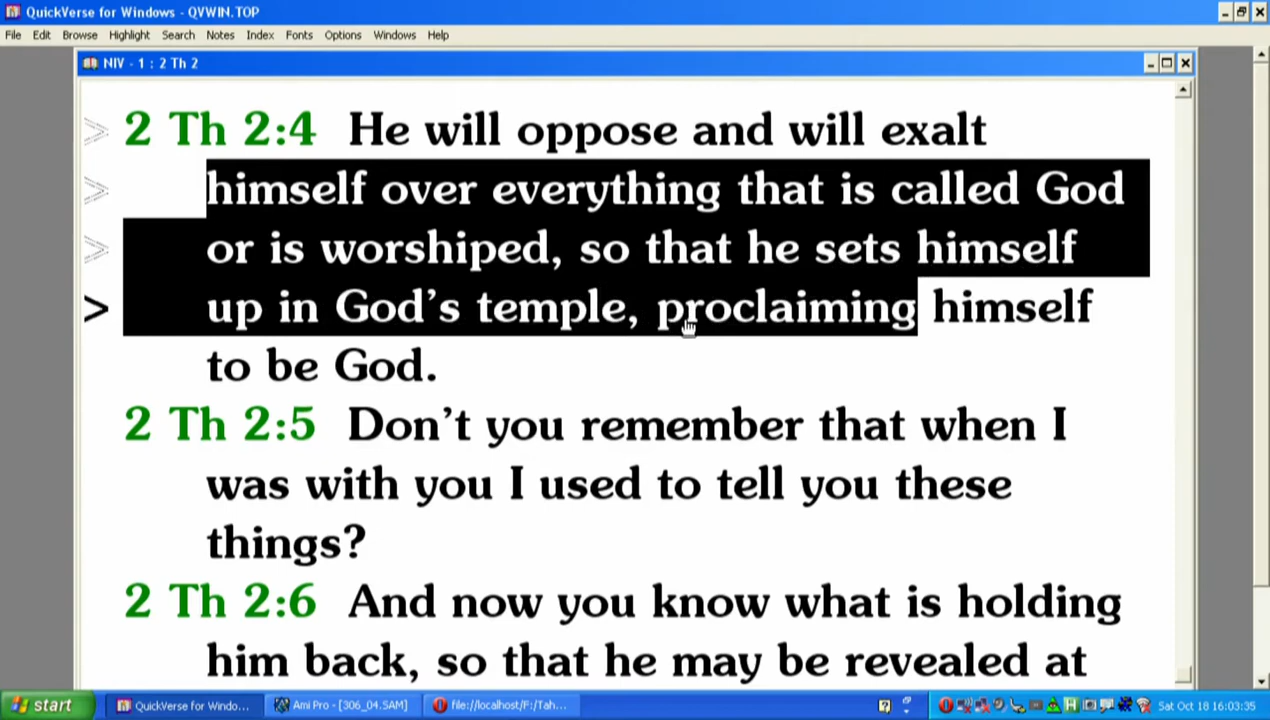 QuickVerse for Windows - QVWIN.TOP
File Edit Browse Highlight Search Notes Index Fonts Options Windows Help
NIV - 1 : 2 Th 2
> 2 Th 2:4 He will oppose and will exalt
> himself over everything that is called God
> or is worshiped, so that he sets himself
> up in God's temple, proclaiming himself
to be God.
2 Th 2:5 Don't you remember that when I
was with you I used to tell you these
things?
2 Th 2:6 And now you know what is holding
him back, so that he may be revealed at
start QuickVerse for Windo... Ami Pro - [306_04.SAM] file://localhost/F:/Tah... Sat Oct 18 16:03:35